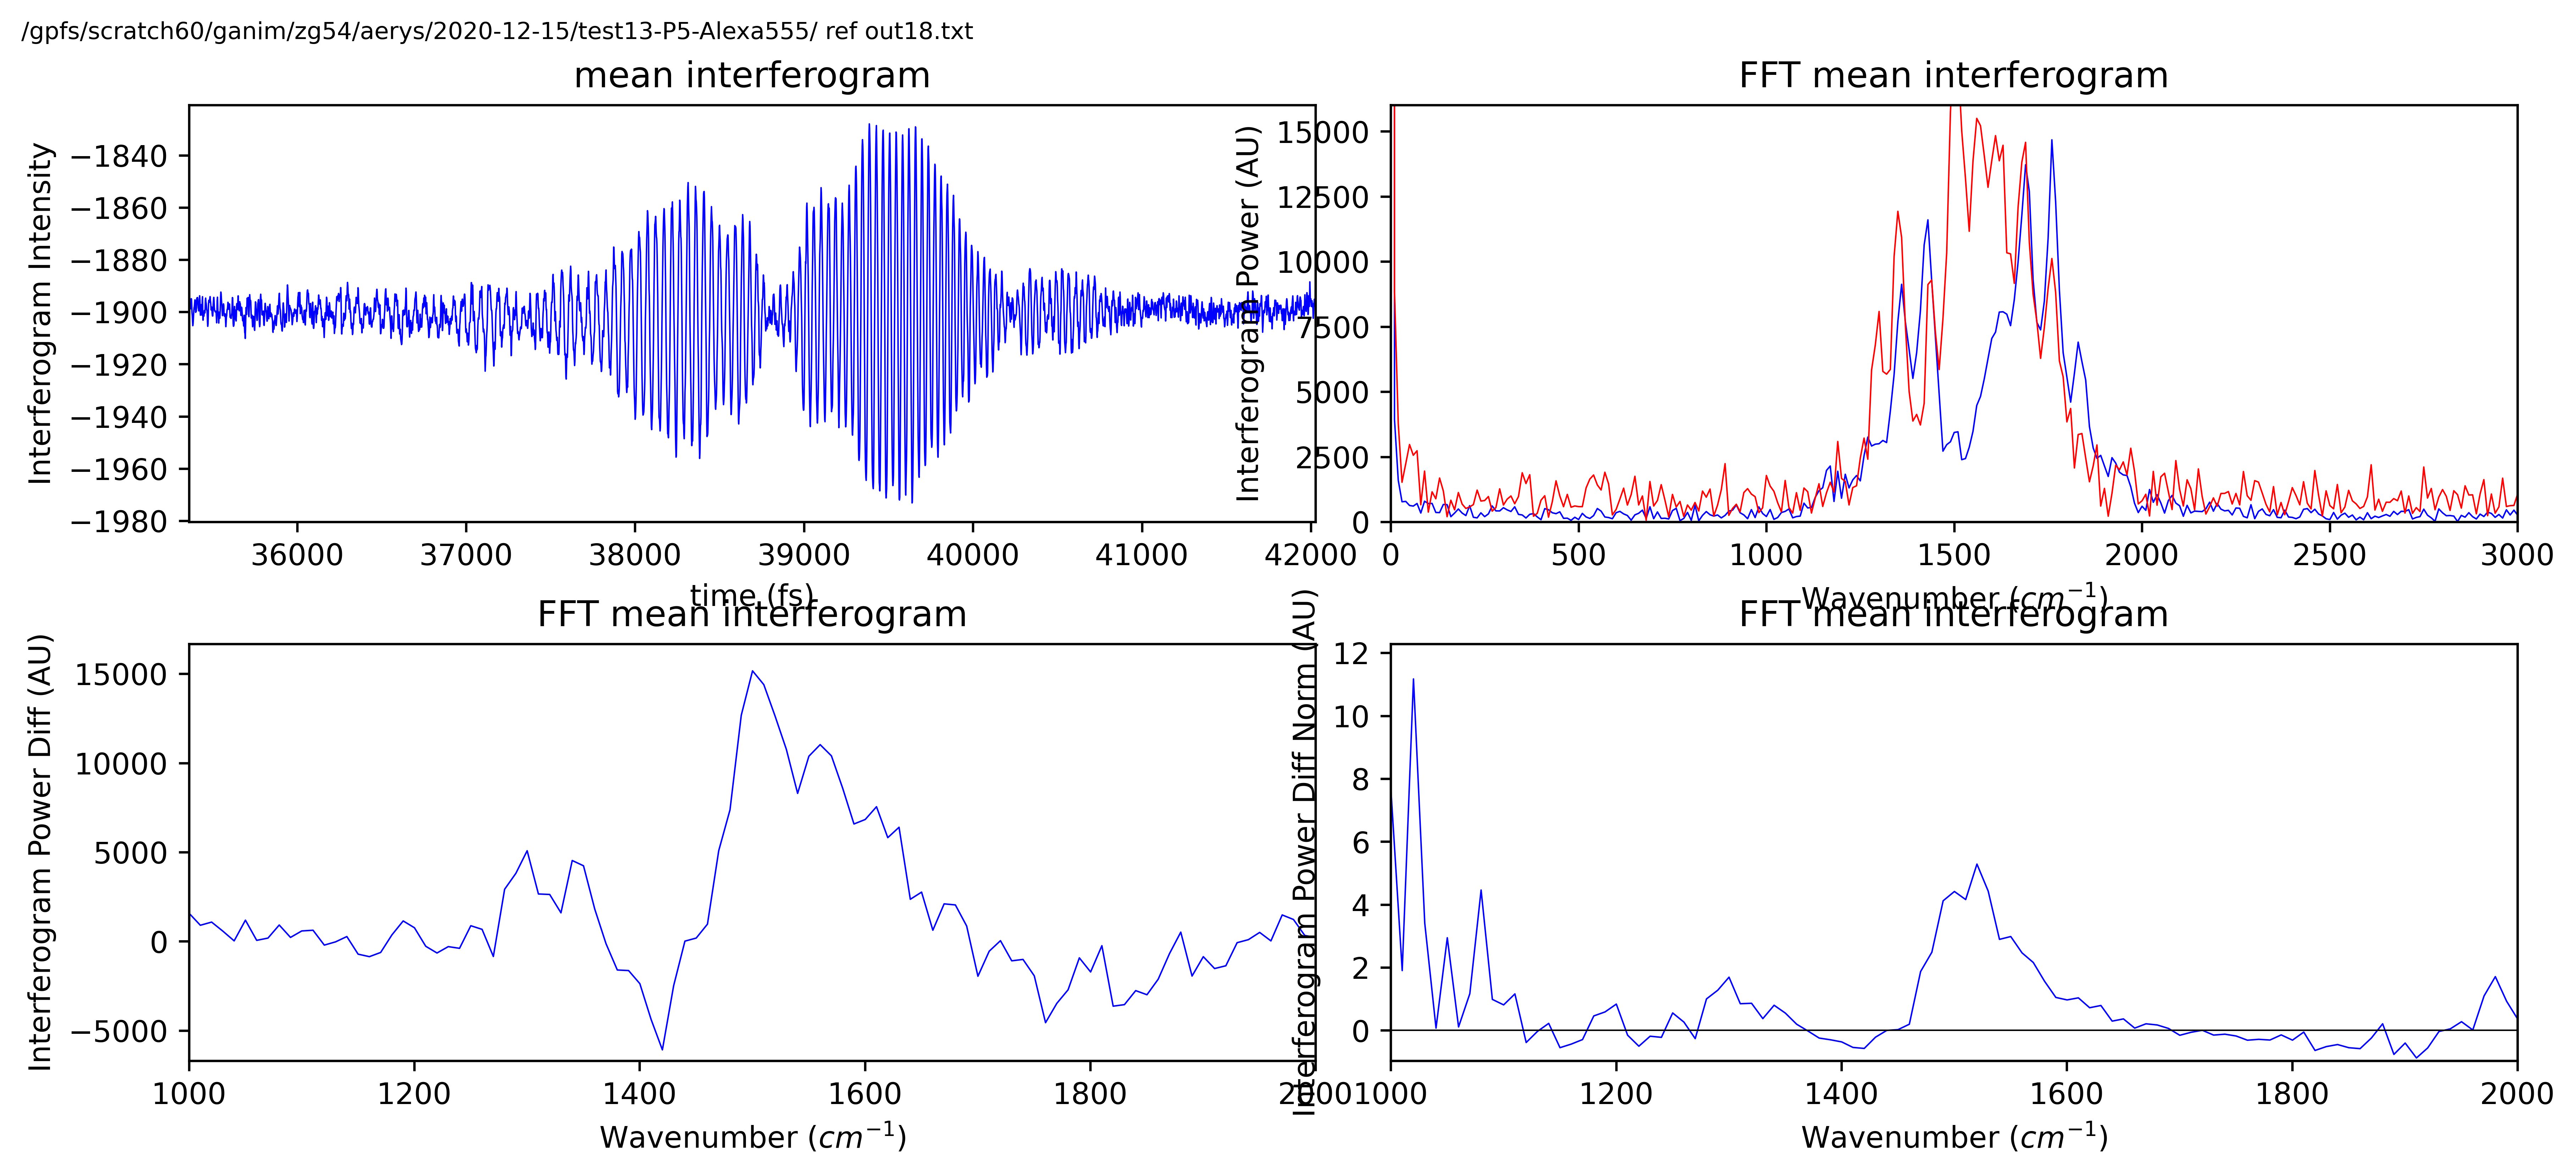 /gpfs/scratch60/ganim/zg54/aerys/2020-12-15/test13-P5-Alexa555/ ref out18.txt
mean interferogram
Interferogram Intensity
−1840
−1860
−1880
−1900
−1920
−1940
−1960
−1980
36000 37000 38000 39000 40000 41000 42000
time (fs)
FFT mean interferogram
Interferogram Power (AU)
15000
12500
10000
7500
5000
2500
0
0 500 1000 1500 2000 2500 3000
Wavenumber (cm⁻¹)
FFT mean interferogram
Interferogram Power Diff (AU)
15000
10000
5000
0
−5000
1000 1200 1400 1600 1800 2000
Wavenumber (cm⁻¹)
FFT mean interferogram
Interferogram Power Diff Norm (AU)
12
10
8
6
4
2
0
1000 1200 1400 1600 1800 2000
Wavenumber (cm⁻¹)